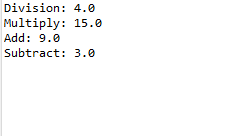 Division: 4.0
Multiply: 15.0
Add: 9.0
Subtract: 3.0